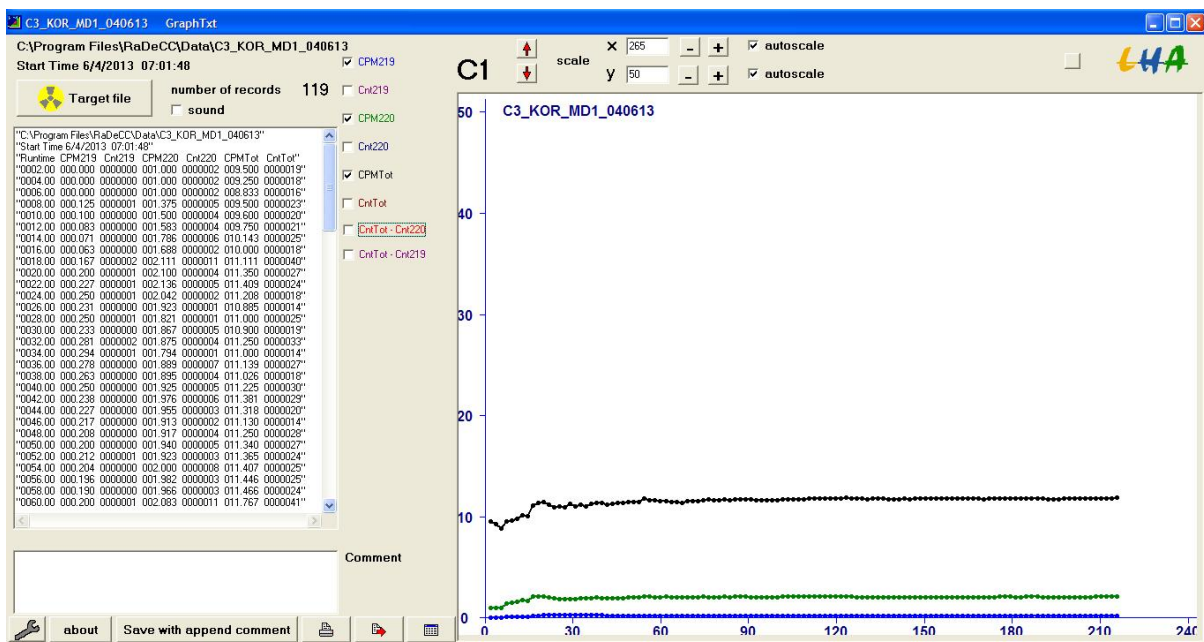 C3_KOR_MD1_040613 GraphTxt
C:\Program Files\RaDeCC\Data\C3_KOR_MD1_040613
Start Time 6/4/2013 07:01:48
Target file
number of records 119
sound
"C:\Program Files\RaDeCC\Data\C3_KOR_MD1_040613"
"Start Time 6/4/2013 07:01:48"
"Runtime CPM219 Cnt219 CPM220 Cnt220 CPMTot CntTot"
"0002.00 000.000 0000000 001.000 0000002 009.500 0000019"
"0004.00 000.000 0000000 001.000 0000002 009.250 0000018"
"0006.00 000.000 0000000 001.000 0000002 008.833 0000016"
"0008.00 000.125 0000001 001.375 0000005 009.500 0000023"
"0010.00 000.100 0000000 001.500 0000004 009.600 0000020"
"0012.00 000.083 0000000 001.583 0000004 009.750 0000021"
"0014.00 000.071 0000000 001.786 0000006 010.143 0000025"
"0016.00 000.063 0000000 001.688 0000002 010.000 0000018"
"0018.00 000.167 0000002 002.111 0000011 011.111 0000040"
"0020.00 000.200 0000001 002.100 0000004 011.350 0000027"
"0022.00 000.227 0000001 002.136 0000005 011.409 0000024"
"0024.00 000.250 0000001 002.042 0000002 011.208 0000018"
"0026.00 000.231 0000000 001.923 0000001 010.885 0000014"
"0028.00 000.250 0000001 001.821 0000001 011.000 0000025"
"0030.00 000.233 0000000 001.867 0000005 010.900 0000019"
"0032.00 000.281 0000002 001.875 0000004 011.250 0000033"
"0034.00 000.294 0000001 001.794 0000001 011.000 0000014"
"0036.00 000.278 0000000 001.889 0000007 011.139 0000027"
"0038.00 000.263 0000000 001.895 0000004 011.026 0000018"
"0040.00 000.250 0000000 001.925 0000005 011.225 0000030"
"0042.00 000.238 0000000 001.976 0000006 011.381 0000029"
"0044.00 000.227 0000000 001.955 0000003 011.318 0000020"
"0046.00 000.217 0000000 001.913 0000002 011.130 0000014"
"0048.00 000.208 0000000 001.917 0000004 011.250 0000028"
"0050.00 000.200 0000000 001.940 0000005 011.340 0000027"
"0052.00 000.212 0000001 001.923 0000003 011.365 0000024"
"0054.00 000.204 0000000 002.000 0000008 011.407 0000025"
"0056.00 000.196 0000000 001.982 0000003 011.446 0000025"
"0058.00 000.190 0000000 001.966 0000003 011.466 0000024"
"0060.00 000.200 0000001 002.083 0000011 011.767 0000041"
CPM219
Cnt219
CPM220
Cnt220
CPMTot
CntTot
CntTot - Cnt220
CntTot - Cnt219
Comment
about
Save with append comment
C1
scale
x 265 - + autoscale
y 50 - + autoscale
LHA
C3_KOR_MD1_040613
50
40
30
20
10
0
0 30 60 90 120 150 180 210 240